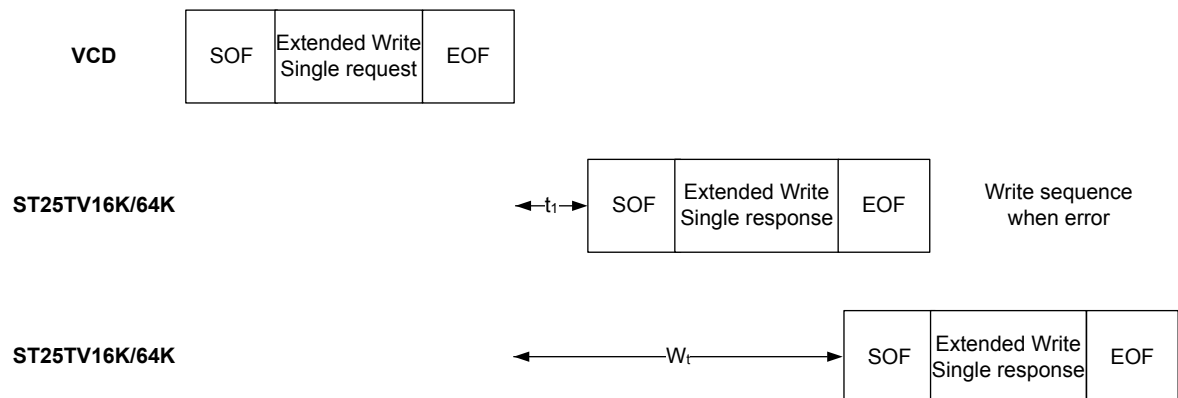 VCD
SOF
Extended Write
Single request
EOF
ST25TV16K/64K
t1
SOF
Extended Write
Single response
EOF
Write sequence
when error
ST25TV16K/64K
Wt
SOF
Extended Write
Single response
EOF